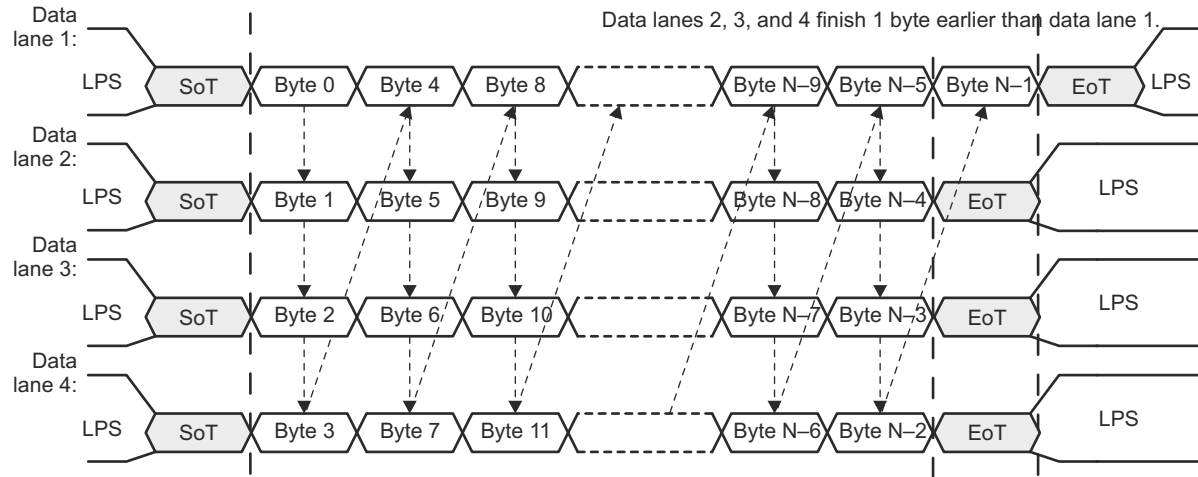 Data lanes 2, 3, and 4 finish 1 byte earlier than data lane 1.
Data
lane 1:
LPS SoT Byte 0 Byte 4 Byte 8 Byte N–9 Byte N–5 Byte N–1 EoT LPS
Data
lane 2:
LPS SoT Byte 1 Byte 5 Byte 9 Byte N–8 Byte N–4 EoT LPS
Data
lane 3:
LPS SoT Byte 2 Byte 6 Byte 10 Byte N–7 Byte N–3 EoT LPS
Data
lane 4:
LPS SoT Byte 3 Byte 7 Byte 11 Byte N–6 Byte N–2 EoT LPS